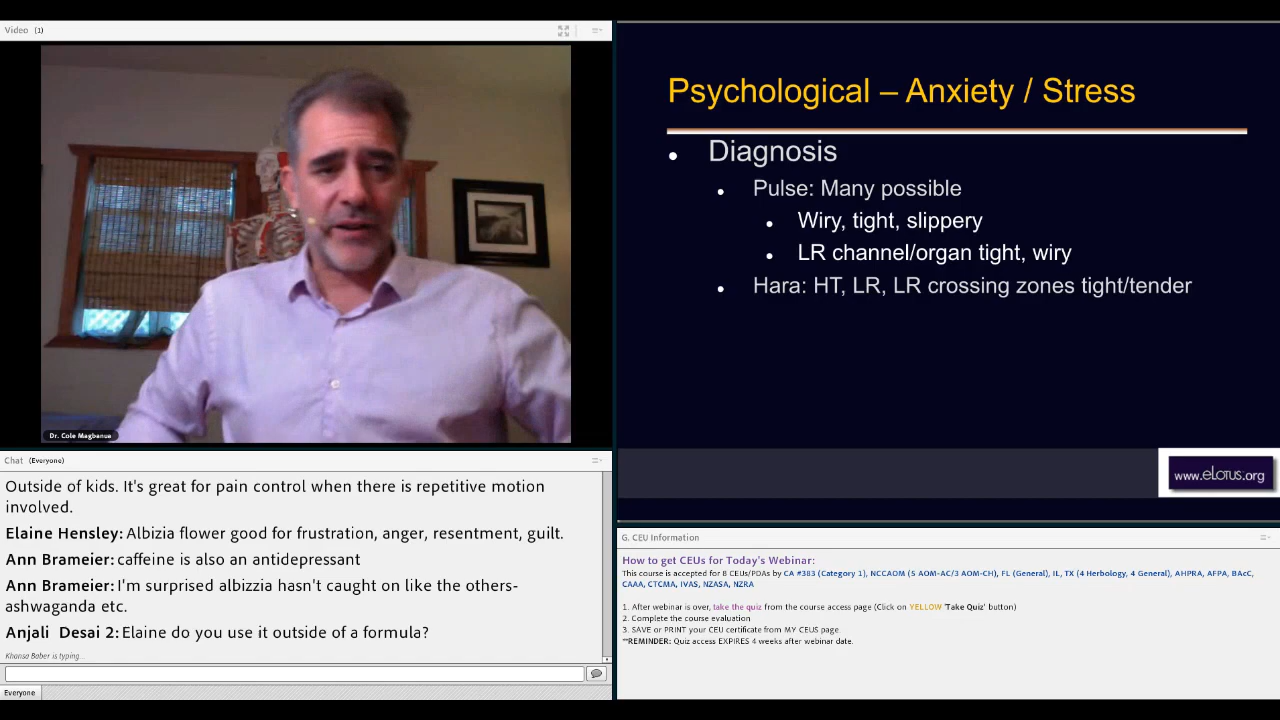 Video (1)
Dr. Cole Magbanua
Psychological – Anxiety / Stress
• Diagnosis
• Pulse: Many possible
• Wiry, tight, slippery
• LR channel/organ tight, wiry
• Hara: HT, LR, LR crossing zones tight/tender
www.eLOTUS.org
Chat (Everyone)
Outside of kids. It's great for pain control when there is repetitive motion
involved.
Elaine Hensley: Albizia flower good for frustration, anger, resentment, guilt.
Ann Brameier: caffeine is also an antidepressant
Ann Brameier: I'm surprised albizzia hasn't caught on like the others-
ashwaganda etc.
Anjali Desai 2: Elaine do you use it outside of a formula?
Khansa Baber is typing...
Everyone
G. CEU Information
How to get CEUs for Today's Webinar:
This course is accepted for 8 CEUs/PDAs by CA #383 (Category 1), NCCAOM (5 AOM-AC/3 AOM-CH), FL (General), IL, TX (4 Herbology, 4 General), AHPRA, AFPA, BAcC,
CAAA, CTCMA, IVAS, NZASA, NZRA
1. After webinar is over, take the quiz from the course access page (Click on YELLOW 'Take Quiz' button)
2. Complete the course evaluation
3. SAVE or PRINT your CEU certificate from MY CEUS page.
**REMINDER: Quiz access EXPIRES 4 weeks after webinar date.